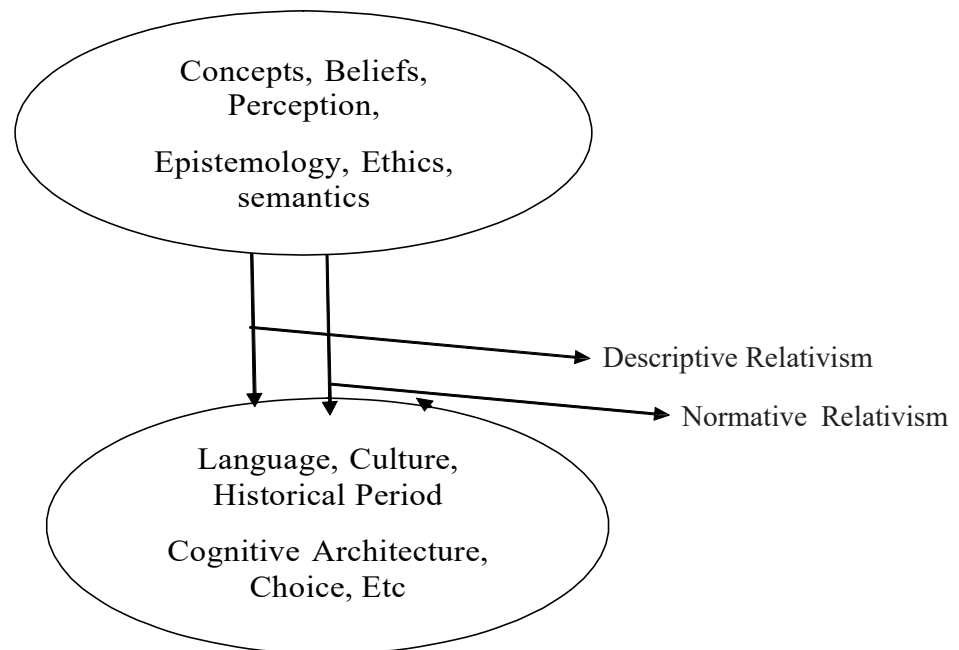 Concepts, Beliefs,
Perception,
Epistemology, Ethics,
semantics
Descriptive Relativism
Normative Relativism
Language, Culture,
Historical Period
Cognitive Architecture,
Choice, Etc